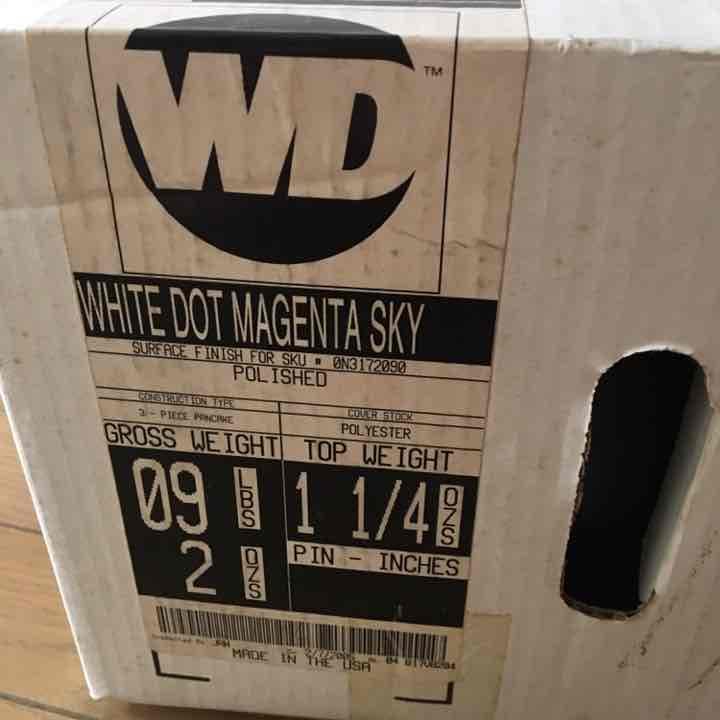 WD
TM
WHITE DOT MAGENTA SKY
SURFACE FINISH FOR SKU # 0N3172090
POLISHED
CONSTRUCTION TYPE
3 - PIECE PANCAKE
COVER STOCK
POLYESTER
GROSS WEIGHT
TOP WEIGHT
09 LBS
2 OZS
1 1/4 OZS
PIN - INCHES
JAH
MADE IN THE USA